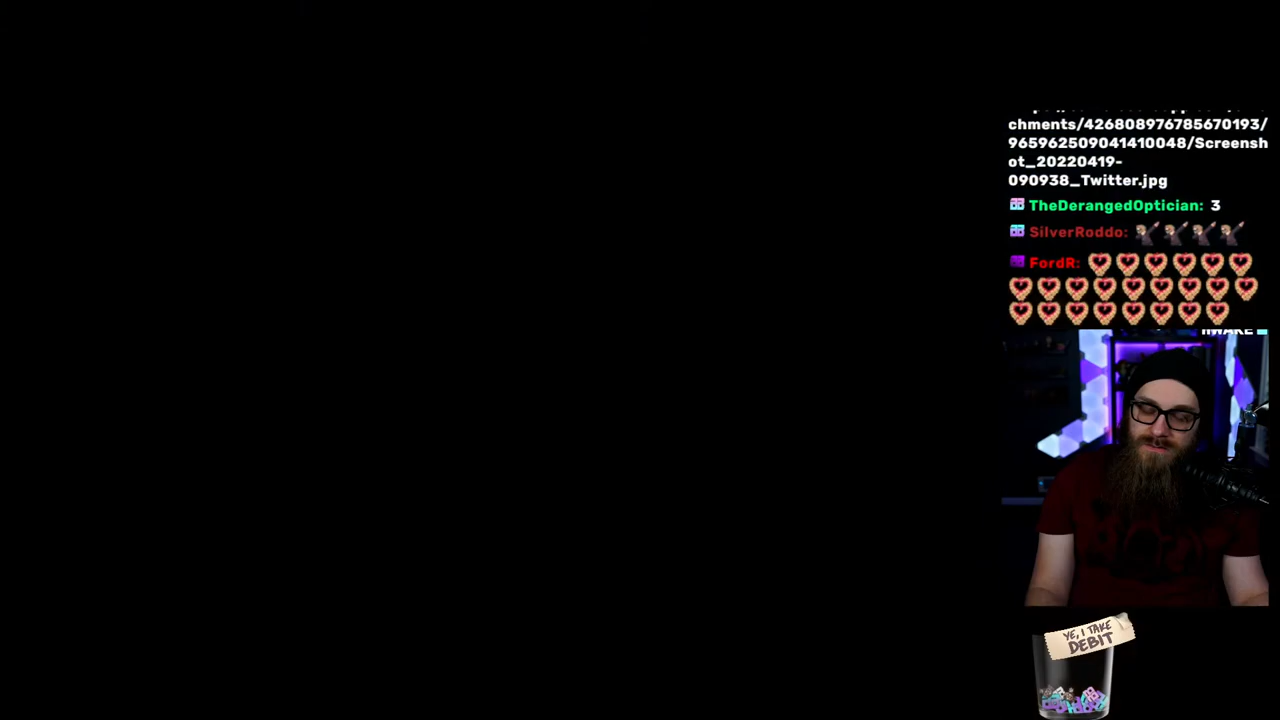 chments/426808976785670193/
965962509041410048/Screensh
ot_20220419-
090938_Twitter.jpg
TheDerangedOptician: 3
SilverRoddo:
FordR:
YE, I TAKE
DEBIT